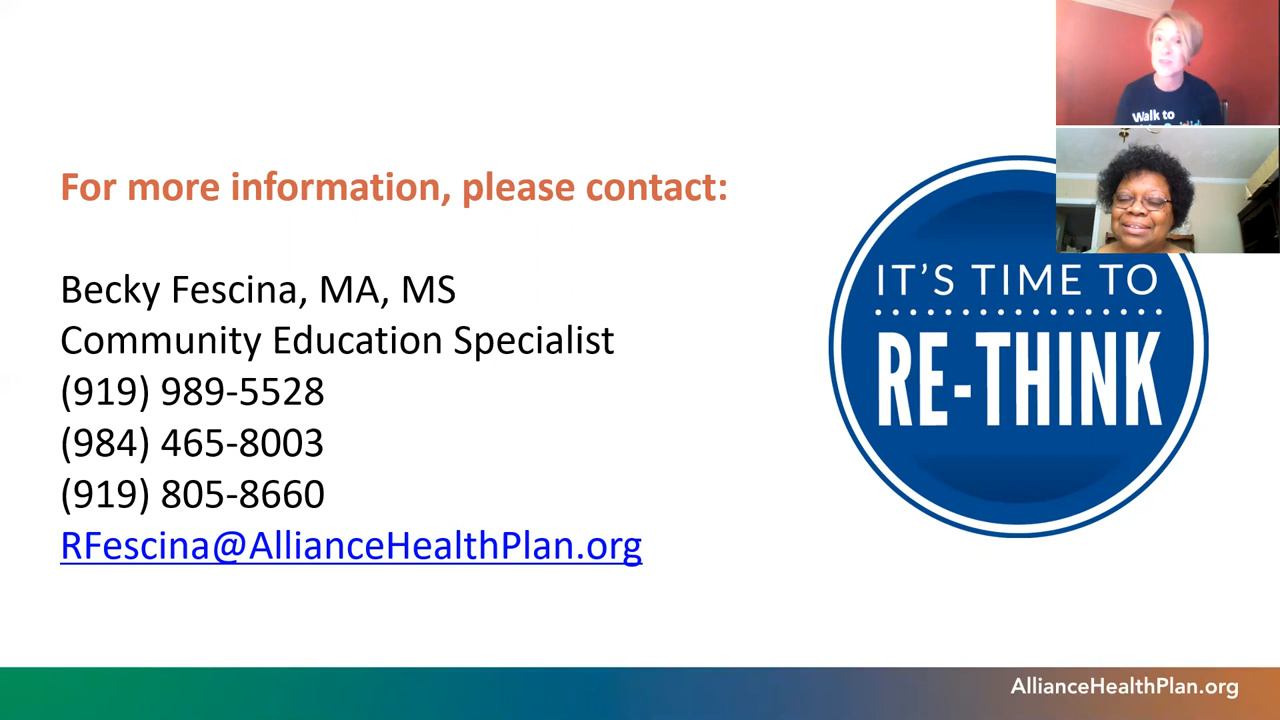 For more information, please contact:
Becky Fescina, MA, MS
Community Education Specialist
(919) 989-5528
(984) 465-8003
(919) 805-8660
RFescina@AllianceHealthPlan.org
Walk to
IT'S TIME TO
RE-THINK
AllianceHealthPlan.org